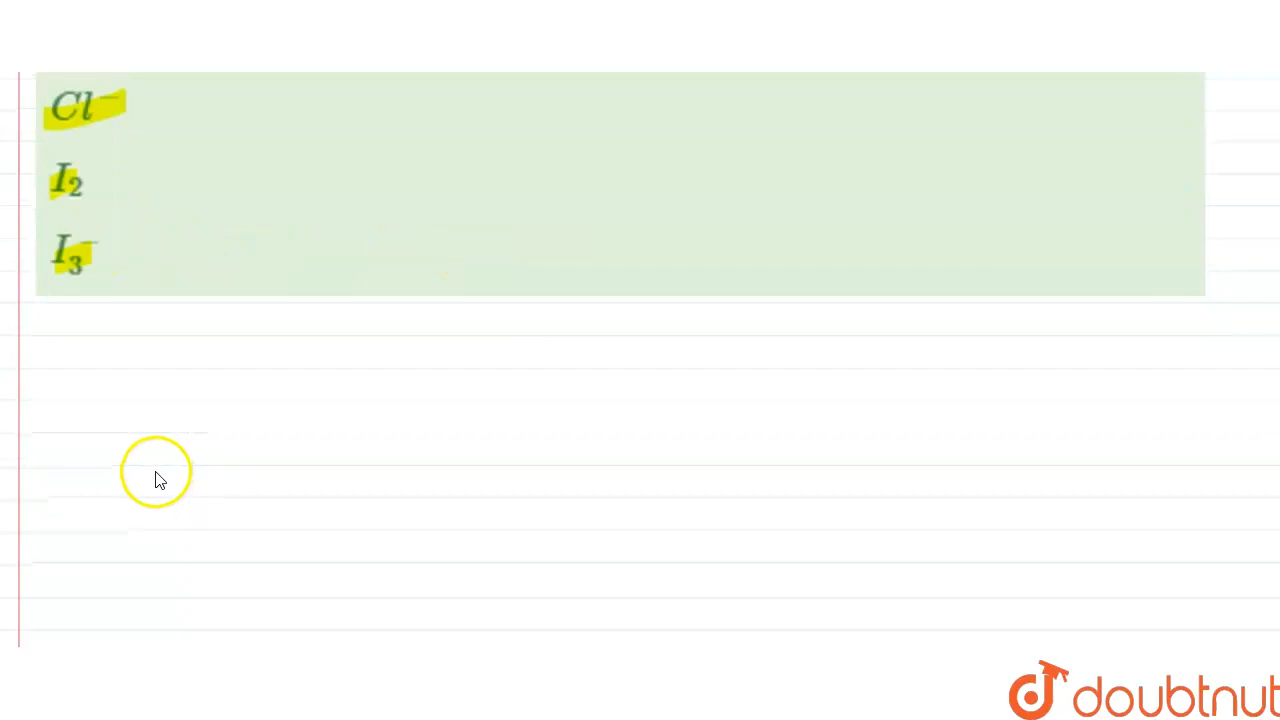 Cl⁻
I₂
I₃⁻
doubtnut